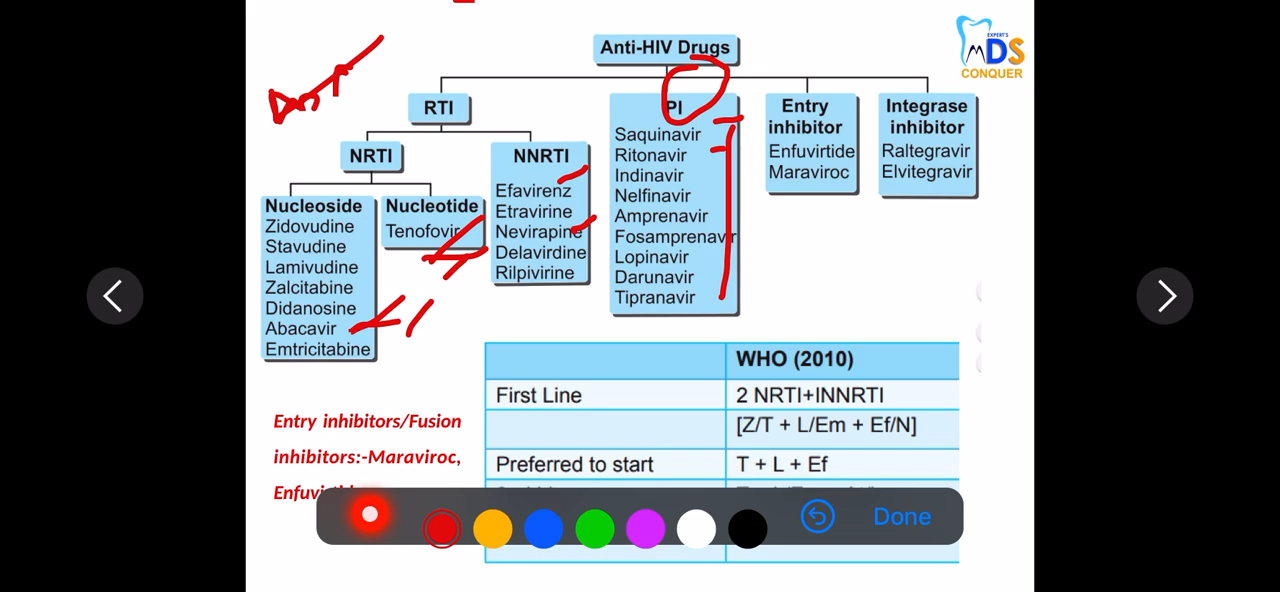 EXPERT'S
MDS
CONQUER
Anti-HIV Drugs
RTI
PI
Saquinavir
Ritonavir
Indinavir
Nelfinavir
Amprenavir
Fosamprenavir
Lopinavir
Darunavir
Tipranavir
Entry
inhibitor
Enfuvirtide
Maraviroc
Integrase
inhibitor
Raltegravir
Elvitegravir
NRTI
NNRTI
Efavirenz
Etravirine
Nevirapine
Delavirdine
Rilpivirine
Nucleoside
Zidovudine
Stavudine
Lamivudine
Zalcitabine
Didanosine
Abacavir
Emtricitabine
Nucleotide
Tenofovir
WHO (2010)
First Line
2 NRTI+INNRTI
[Z/T + L/Em + Ef/N]
Preferred to start
T + L + Ef
Entry inhibitors/Fusion
inhibitors:-Maraviroc,
Done